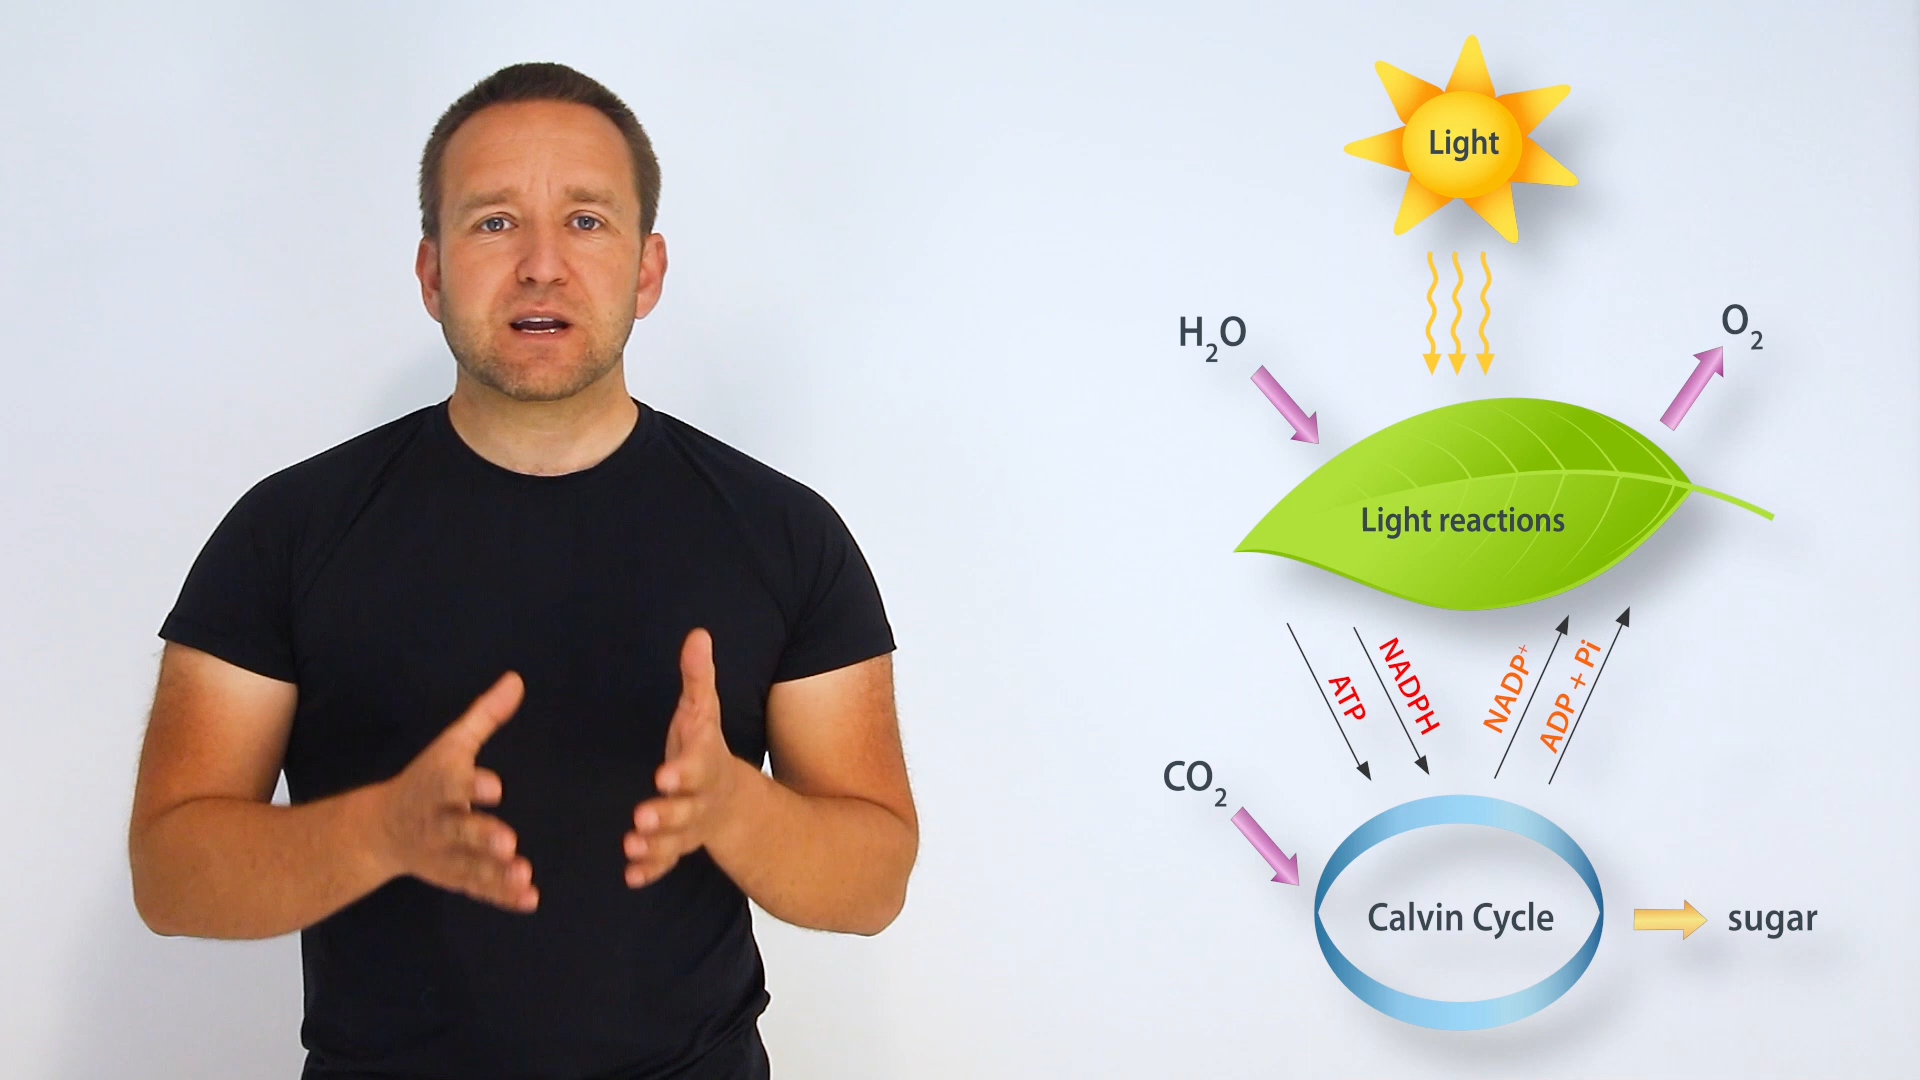 Light
H₂O
O₂
Light reactions
ATP
NADPH
NADP⁺
ADP + Pi
CO₂
Calvin Cycle
sugar